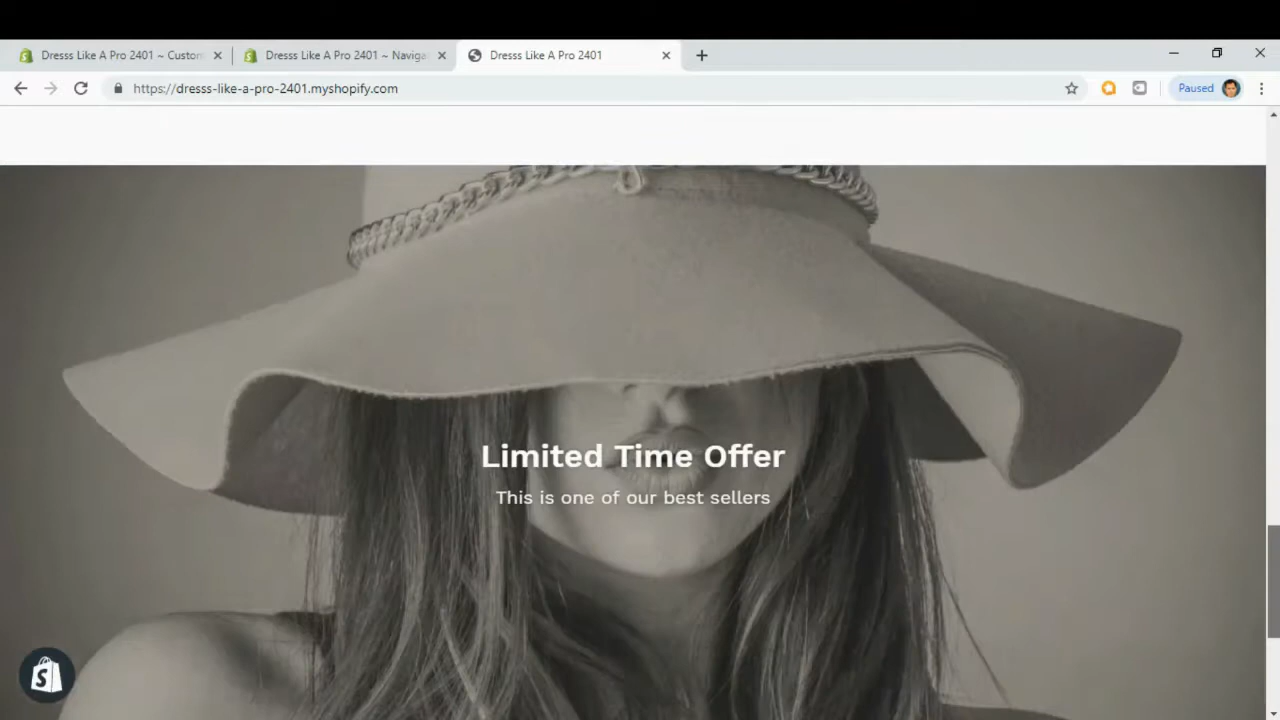 Dresss Like A Pro 2401 ~ Custon
Dresss Like A Pro 2401 ~ Naviga
Dresss Like A Pro 2401
https://dresss-like-a-pro-2401.myshopify.com
Paused
Limited Time Offer
This is one of our best sellers